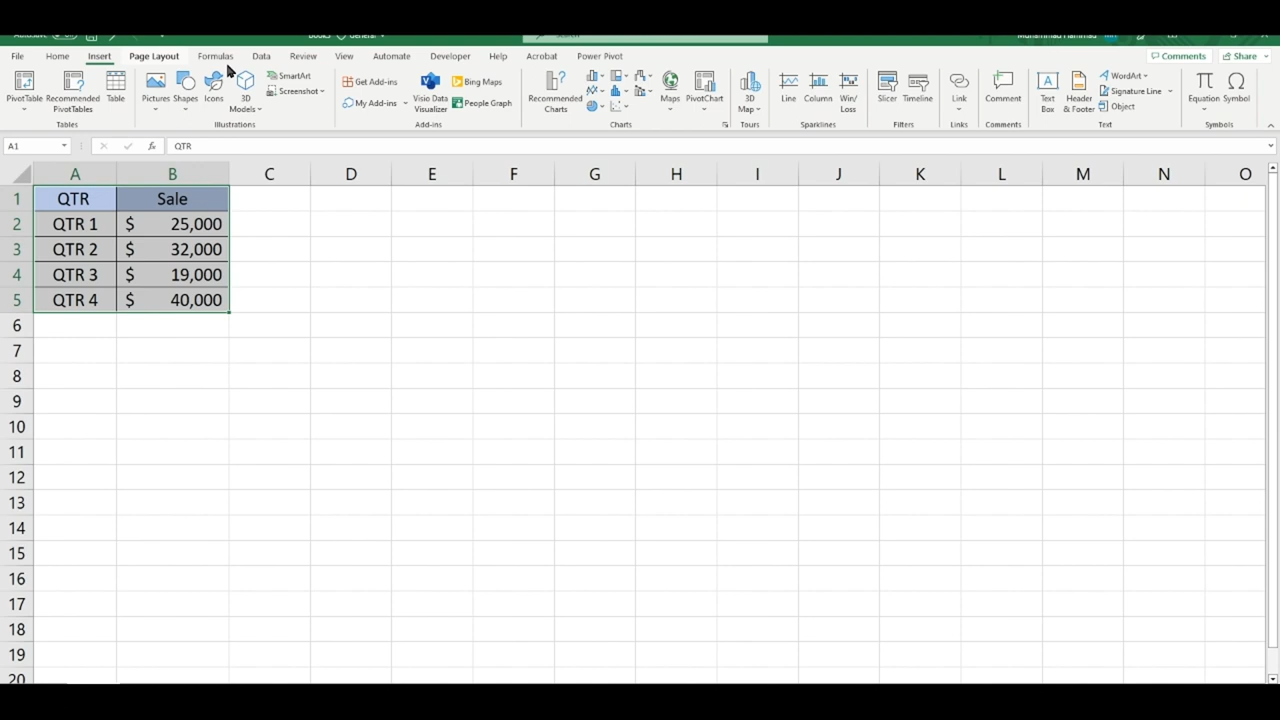 File Home Insert Page Layout Formulas Data Review View Automate Developer Help Acrobat Power Pivot Comments Share
PivotTable Recommended PivotTables Table
Tables
Pictures Shapes Icons 3D Models SmartArt Screenshot
Illustrations
Get Add-ins My Add-ins Visio Data Visualizer Bing Maps People Graph
Add-ins
Recommended Charts Maps PivotChart
Charts
3D Map
Tours
Line Column Win/Loss
Sparklines
Slicer Timeline
Filters
Link
Links
Comment
Comments
Text Box Header & Footer WordArt Signature Line Object
Text
Equation Symbol
Symbols
A1 fx QTR
A B C D E F G H I J K L M N O
1 QTR Sale
2 QTR 1 $ 25,000
3 QTR 2 $ 32,000
4 QTR 3 $ 19,000
5 QTR 4 $ 40,000
6
7
8
9
10
11
12
13
14
15
16
17
18
19
20